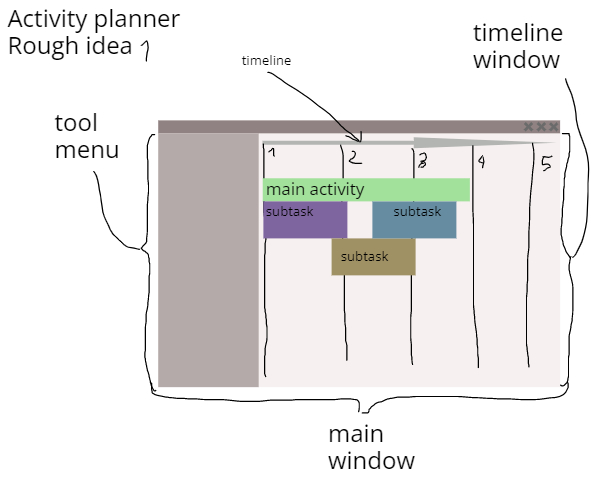 Activity planner
Rough idea 1
timeline
timeline
window
tool
menu
1 2 3 4 5
main activity
subtask
subtask
subtask
main
window